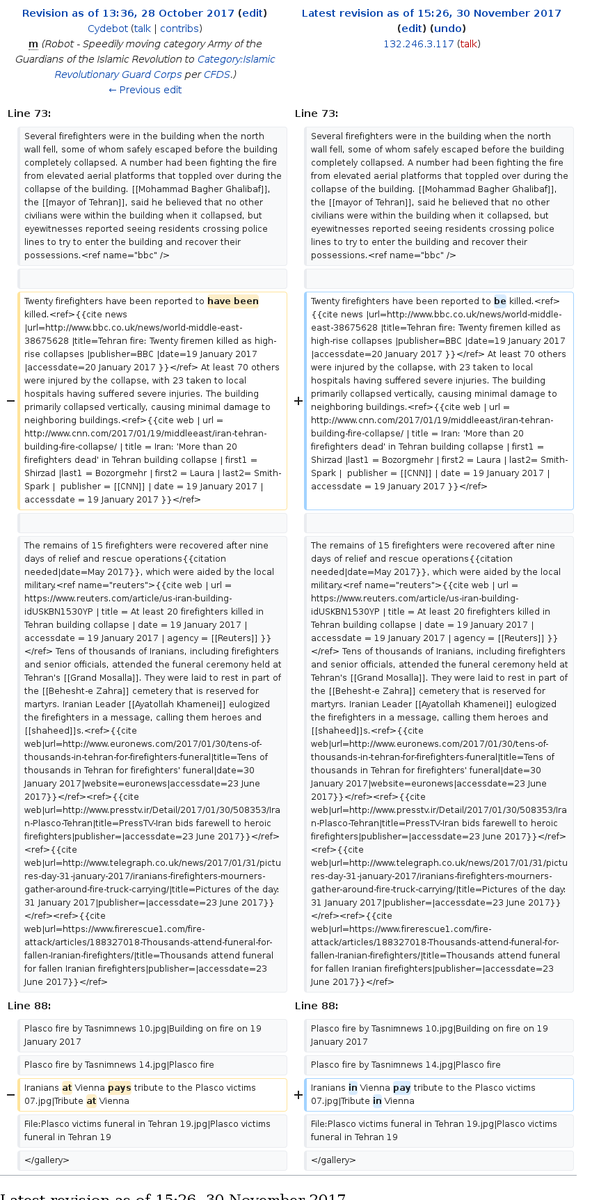 Revision as of 13:36, 28 October 2017 (edit)
Cydebot (talk | contribs)
m (Robot - Speedily moving category Army of the
Guardians of the Islamic Revolution to Category:Islamic
Revolutionary Guard Corps per CFDS.)
← Previous edit
Latest revision as of 15:26, 30 November 2017
(edit) (undo)
132.246.3.117 (talk)
Line 73:
Several firefighters were in the building when the north
wall fell, some of whom safely escaped before the building
completely collapsed. A number had been fighting the fire
from elevated aerial platforms that toppled over during the
collapse of the building. [[Mohammad Bagher Ghalibaf]],
the [[mayor of Tehran]], said he believed that no other
civilians were within the building when it collapsed, but
eyewitnesses reported seeing residents crossing police
lines to try to enter the building and recover their
possessions.<ref name="bbc" />
Line 73:
Several firefighters were in the building when the north
wall fell, some of whom safely escaped before the building
completely collapsed. A number had been fighting the fire
from elevated aerial platforms that toppled over during the
collapse of the building. [[Mohammad Bagher Ghalibaf]],
the [[mayor of Tehran]], said he believed that no other
civilians were within the building when it collapsed, but
eyewitnesses reported seeing residents crossing police
lines to try to enter the building and recover their
possessions.<ref name="bbc" />
−
Twenty firefighters have been reported to have been
killed.<ref>{{cite news
|url=http://www.bbc.co.uk/news/world-middle-east-
38675628 |title=Tehran fire: Twenty firemen killed as high-
rise collapses |publisher=BBC |date=19 January 2017
|accessdate=20 January 2017 }}</ref> At least 70 others
were injured by the collapse, with 23 taken to local
hospitals having suffered severe injuries. The building
primarily collapsed vertically, causing minimal damage to
neighboring buildings.<ref>{{cite web | url =
http://www.cnn.com/2017/01/19/middleeast/iran-tehran-
building-fire-collapse/ | title = Iran: 'More than 20
firefighters dead' in Tehran building collapse | first1 =
Shirzad |last1 = Bozorgmehr | first2 = Laura | last2= Smith-
Spark | publisher = [[CNN]] | date = 19 January 2017 |
accessdate = 19 January 2017 }}</ref>
+
Twenty firefighters have been reported to be killed.<ref>
{{cite news |url=http://www.bbc.co.uk/news/world-middle-
east-38675628 |title=Tehran fire: Twenty firemen killed as
high-rise collapses |publisher=BBC |date=19 January 2017
|accessdate=20 January 2017 }}</ref> At least 70 others
were injured by the collapse, with 23 taken to local
hospitals having suffered severe injuries. The building
primarily collapsed vertically, causing minimal damage to
neighboring buildings.<ref>{{cite web | url =
http://www.cnn.com/2017/01/19/middleeast/iran-tehran-
building-fire-collapse/ | title = Iran: 'More than 20
firefighters dead' in Tehran building collapse | first1 =
Shirzad |last1 = Bozorgmehr | first2 = Laura | last2= Smith-
Spark | publisher = [[CNN]] | date = 19 January 2017 |
accessdate = 19 January 2017 }}</ref>
The remains of 15 firefighters were recovered after nine
days of relief and rescue operations{{citation
needed|date=May 2017}}, which were aided by the local
military.<ref name="reuters">{{cite web | url =
https://www.reuters.com/article/us-iran-building-
idUSKBN1530YP | title = At least 20 firefighters killed in
Tehran building collapse | date = 19 January 2017 |
accessdate = 19 January 2017 | agency = [[Reuters]] }}
</ref> Tens of thousands of Iranians, including firefighters
and senior officials, attended the funeral ceremony held at
Tehran's [[Grand Mosalla]]. They were laid to rest in part of
the [[Behesht-e Zahra]] cemetery that is reserved for
martyrs. Iranian Leader [[Ayatollah Khamenei]] eulogized
the firefighters in a message, calling them heroes and
[[shaheed]]s.<ref>{{cite
web|url=http://www.euronews.com/2017/01/30/tens-of-
thousands-in-tehran-for-firefighters-funeral|title=Tens of
thousands in Tehran for firefighters' funeral|date=30
January 2017|website=euronews|accessdate=23 June
2017}}</ref><ref>{{cite
web|url=http://www.presstv.ir/Detail/2017/01/30/508353/Ira
n-Plasco-Tehran|title=PressTV-Iran bids farewell to heroic
firefighters|publisher=|accessdate=23 June 2017}}</ref>
<ref>{{cite
web|url=http://www.telegraph.co.uk/news/2017/01/31/pictu
res-day-31-january-2017/iranians-firefighters-mourners-
gather-around-fire-truck-carrying/|title=Pictures of the day:
31 January 2017|publisher=|accessdate=23 June 2017}}
</ref><ref>{{cite
web|url=https://www.firerescue1.com/fire-
attack/articles/188327018-Thousands-attend-funeral-for-
fallen-Iranian-firefighters/|title=Thousands attend funeral
for fallen Iranian firefighters|publisher=|accessdate=23
June 2017}}</ref>
The remains of 15 firefighters were recovered after nine
days of relief and rescue operations{{citation
needed|date=May 2017}}, which were aided by the local
military.<ref name="reuters">{{cite web | url =
https://www.reuters.com/article/us-iran-building-
idUSKBN1530YP | title = At least 20 firefighters killed in
Tehran building collapse | date = 19 January 2017 |
accessdate = 19 January 2017 | agency = [[Reuters]] }}
</ref> Tens of thousands of Iranians, including firefighters
and senior officials, attended the funeral ceremony held at
Tehran's [[Grand Mosalla]]. They were laid to rest in part of
the [[Behesht-e Zahra]] cemetery that is reserved for
martyrs. Iranian Leader [[Ayatollah Khamenei]] eulogized
the firefighters in a message, calling them heroes and
[[shaheed]]s.<ref>{{cite
web|url=http://www.euronews.com/2017/01/30/tens-of-
thousands-in-tehran-for-firefighters-funeral|title=Tens of
thousands in Tehran for firefighters' funeral|date=30
January 2017|website=euronews|accessdate=23 June
2017}}</ref><ref>{{cite
web|url=http://www.presstv.ir/Detail/2017/01/30/508353/Ira
n-Plasco-Tehran|title=PressTV-Iran bids farewell to heroic
firefighters|publisher=|accessdate=23 June 2017}}</ref>
<ref>{{cite
web|url=http://www.telegraph.co.uk/news/2017/01/31/pictu
res-day-31-january-2017/iranians-firefighters-mourners-
gather-around-fire-truck-carrying/|title=Pictures of the day:
31 January 2017|publisher=|accessdate=23 June 2017}}
</ref><ref>{{cite
web|url=https://www.firerescue1.com/fire-
attack/articles/188327018-Thousands-attend-funeral-for-
fallen-Iranian-firefighters/|title=Thousands attend funeral
for fallen Iranian firefighters|publisher=|accessdate=23
June 2017}}</ref>
Line 88:
Line 88:
Plasco fire by Tasnimnews 10.jpg|Building on fire on 19
January 2017
Plasco fire by Tasnimnews 10.jpg|Building on fire on 19
January 2017
Plasco fire by Tasnimnews 14.jpg|Plasco fire
Plasco fire by Tasnimnews 14.jpg|Plasco fire
−
Iranians at Vienna pays tribute to the Plasco victims
07.jpg|Tribute at Vienna
+
Iranians in Vienna pay tribute to the Plasco victims
07.jpg|Tribute in Vienna
File:Plasco victims funeral in Tehran 19.jpg|Plasco victims
funeral in Tehran 19
File:Plasco victims funeral in Tehran 19.jpg|Plasco victims
funeral in Tehran 19
</gallery>
</gallery>
Latest revision as of 15:26, 30 November 2017